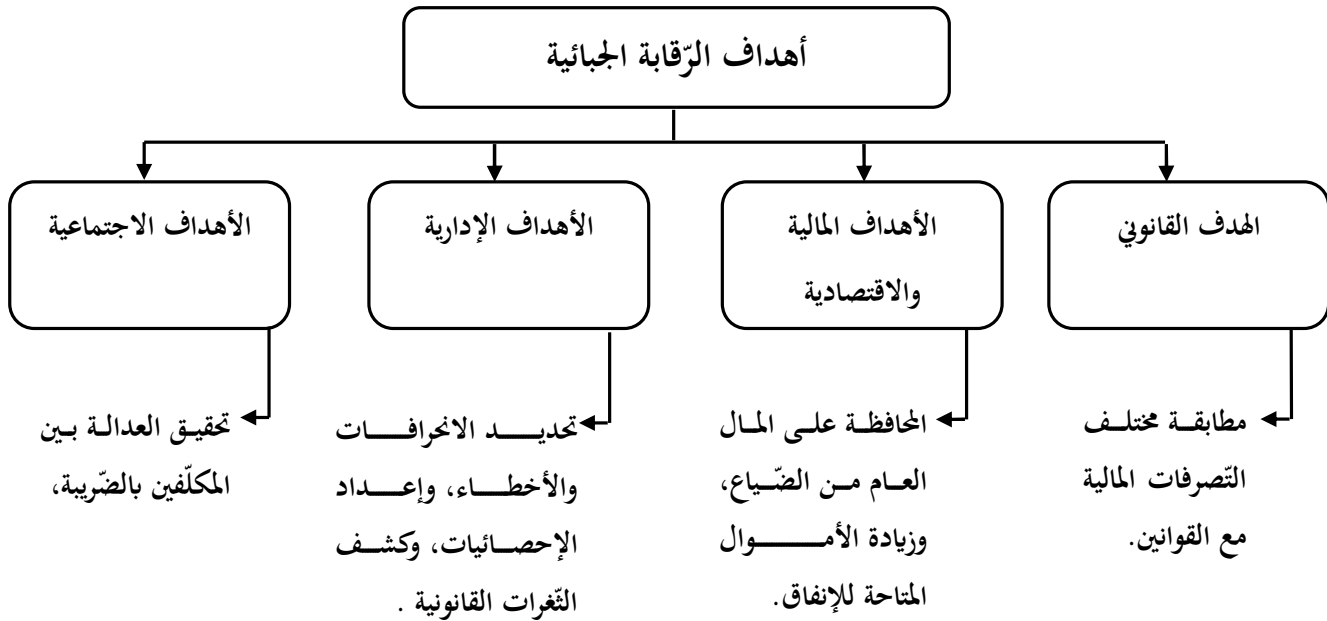 أهداف الرّقابة الجبائية
الهدف القانوني
الأهداف المالية
والاقتصادية
الأهداف الإدارية
الأهداف الاجتماعية
مطابقة مختلف
التّصرفات المالية
مع القوانين.
المحافظة على المال
العام من الضّياع،
وزيادة الأموال
المتاحة للإنفاق.
تحديد الانحرافات
والأخطاء، وإعداد
الإحصائيات، وكشف
الثّغرات القانونية .
تحقيق العدالة بين
المكلّفين بالضّريبة،